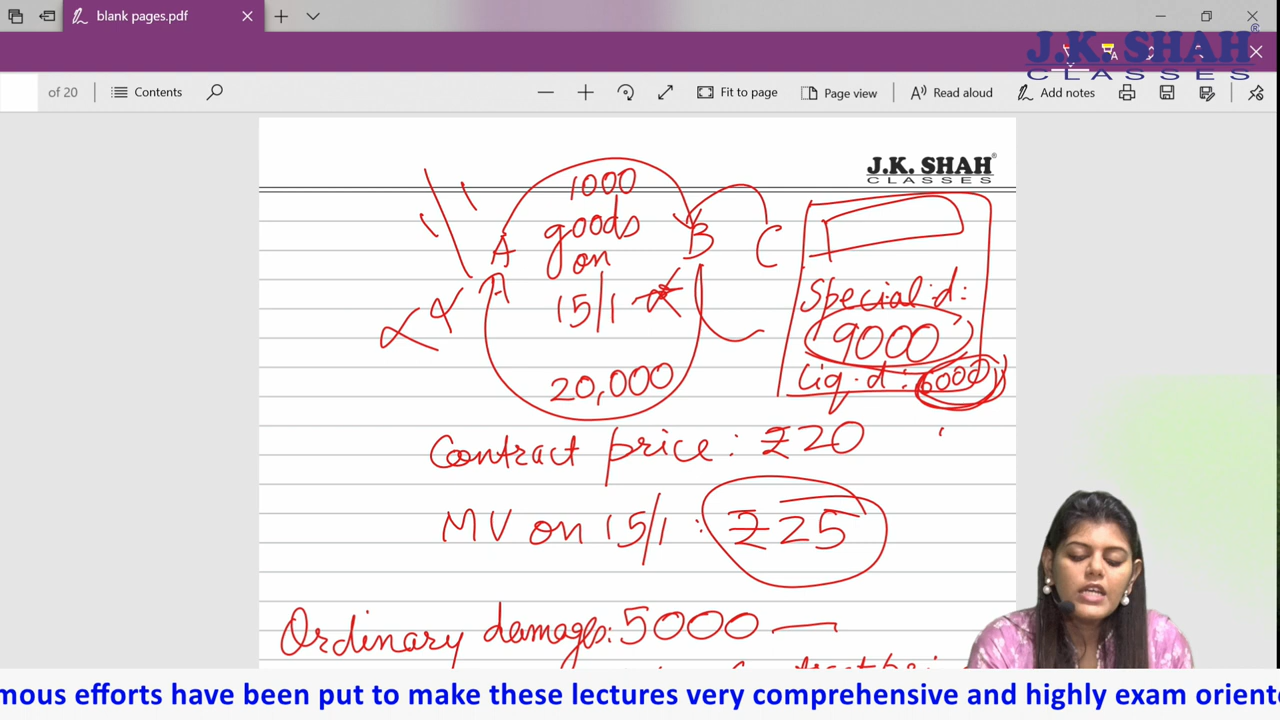 blank pages.pdf
J.K. SHAH®
CLASSES
of 20
Contents
Fit to page
Page view
Read aloud
Add notes
J.K. SHAH®
CLASSES
1000
goods
on
A
B
C
A
15/1
20,000
Special d:
9000
Liq. d: 6000
Contract price: ₹20
MV on 15/1: ₹25
Ordinary damages: 5000 —
mous efforts have been put to make these lectures very comprehensive and highly exam oriente